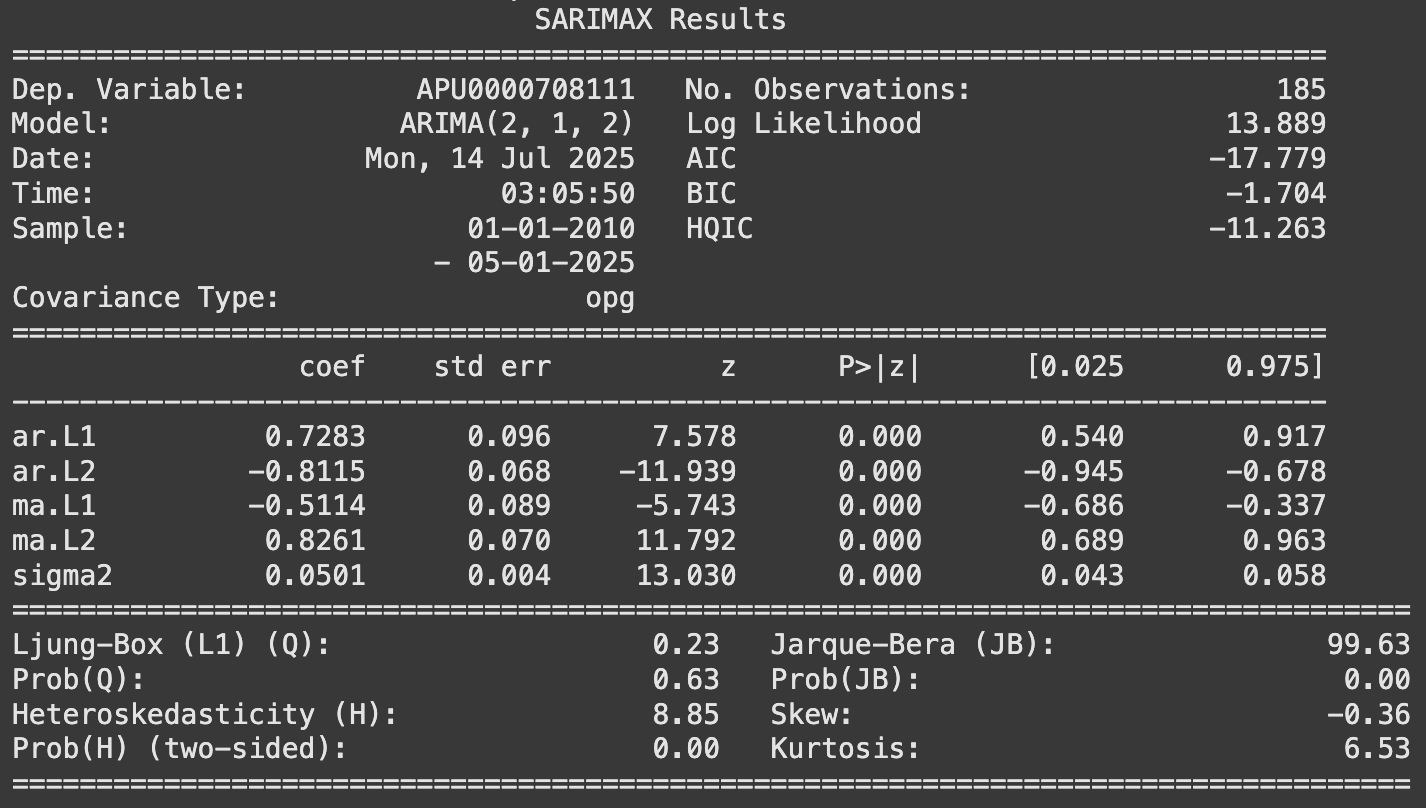 SARIMAX Results
==============================================================================
Dep. Variable:          APU0000708111   No. Observations:                  185
Model:                 ARIMA(2, 1, 2)   Log Likelihood                  13.889
Date:                Mon, 14 Jul 2025   AIC                            -17.779
Time:                        03:05:50   BIC                             -1.704
Sample:                    01-01-2010   HQIC                           -11.263
                         - 05-01-2025
Covariance Type:                  opg
==============================================================================
                 coef    std err          z      P>|z|      [0.025      0.975]
------------------------------------------------------------------------------
ar.L1          0.7283      0.096      7.578      0.000       0.540       0.917
ar.L2         -0.8115      0.068    -11.939      0.000      -0.945      -0.678
ma.L1         -0.5114      0.089     -5.743      0.000      -0.686      -0.337
ma.L2          0.8261      0.070     11.792      0.000       0.689       0.963
sigma2         0.0501      0.004     13.030      0.000       0.043       0.058
===================================================================================
Ljung-Box (L1) (Q):                   0.23   Jarque-Bera (JB):                99.63
Prob(Q):                              0.63   Prob(JB):                         0.00
Heteroskedasticity (H):               8.85   Skew:                            -0.36
Prob(H) (two-sided):                  0.00   Kurtosis:                         6.53
===================================================================================